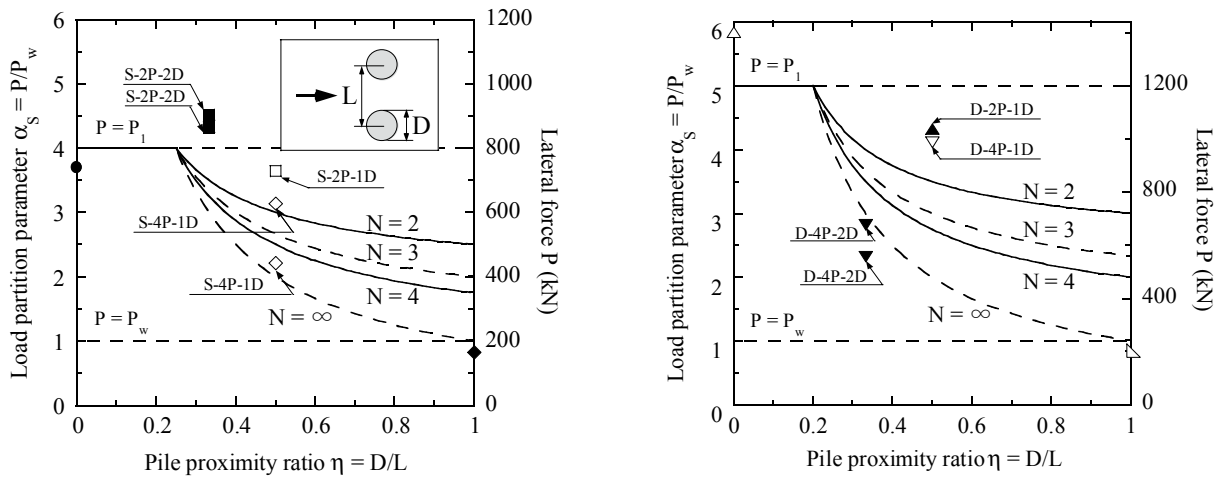 6
1200
S-2P-2D
S-2P-2D
5
1000
L
D
P = P₁
4
800
S-2P-1D
3
600
N = 2
S-4P-1D
N = 3
2
400
S-4P-1D
N = 4
P = P_w
N = ∞
1
200
0
0
0
0.2
0.4
0.6
0.8
1
Pile proximity ratio η = D/L
Load partition parameter α_S = P/P_w
Lateral force P (kN)
6
P = P₁
5
1200
D-2P-1D
D-4P-1D
4
N = 2
800
3
D-4P-2D
N = 3
D-4P-2D
2
N = 4
400
P = P_w
N = ∞
1
0
0
0
0.2
0.4
0.6
0.8
1
Pile proximity ratio η = D/L
Load partition parameter α_S = P/P_w
Lateral force P (kN)